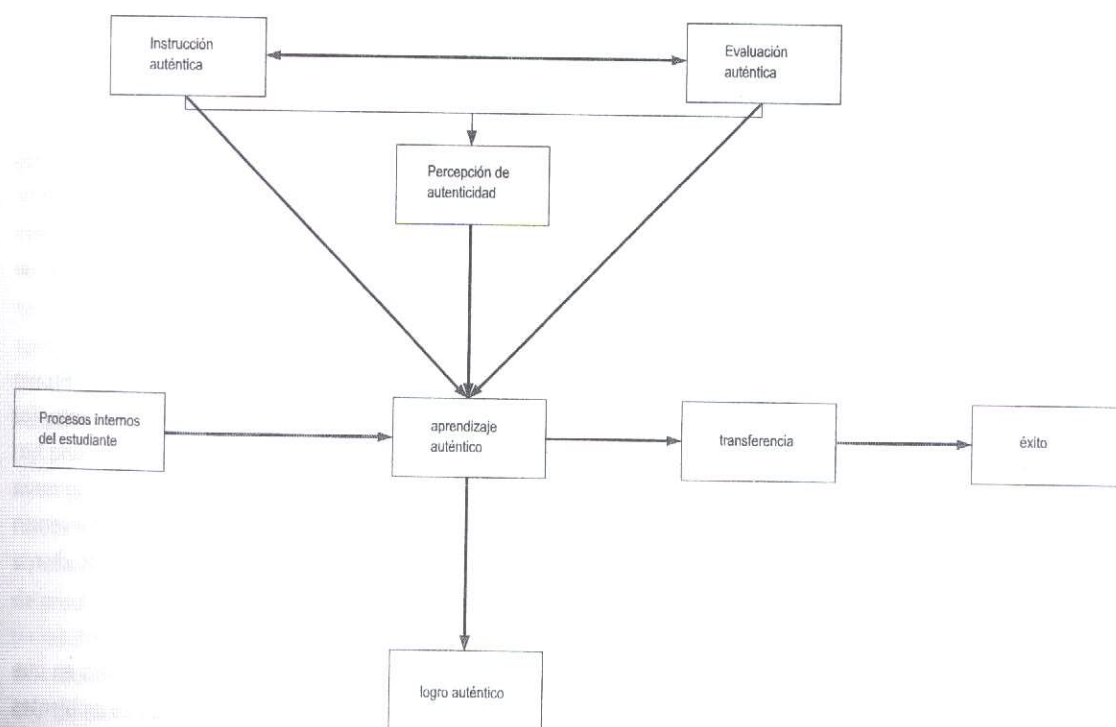 Instrucción
auténtica
Evaluación
auténtica
Percepción de
autenticidad
Procesos internos
del estudiante
aprendizaje
auténtico
transferencia
éxito
logro auténtico